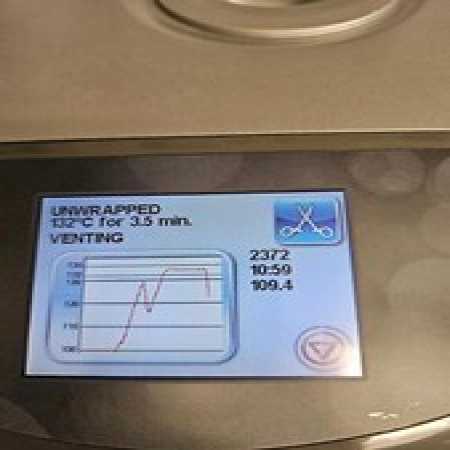 UNWRAPPED
132°C for 3.5 min.
VENTING
2372
10:59
109.4